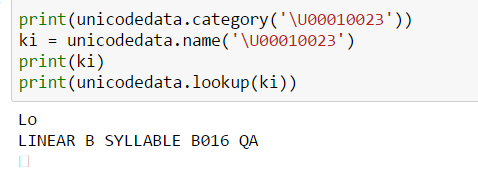 print(unicodedata.category('\U00010023'))
ki = unicodedata.name('\U00010023')
print(ki)
print(unicodedata.lookup(ki))
Lo
LINEAR B SYLLABLE B016 QA